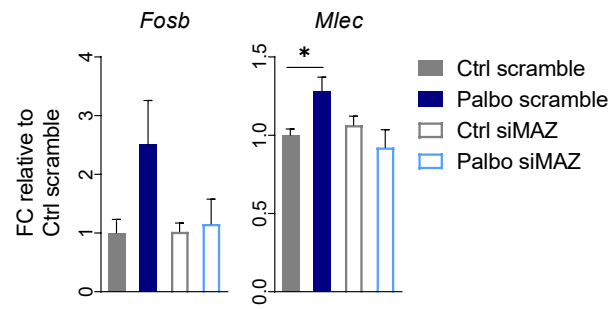 Fosb
Mlec
FC relative to
Ctrl scramble
4
3
2
1
0
1.5
1.0
0.5
0.0
*
Ctrl scramble
Palbo scramble
Ctrl siMAZ
Palbo siMAZ